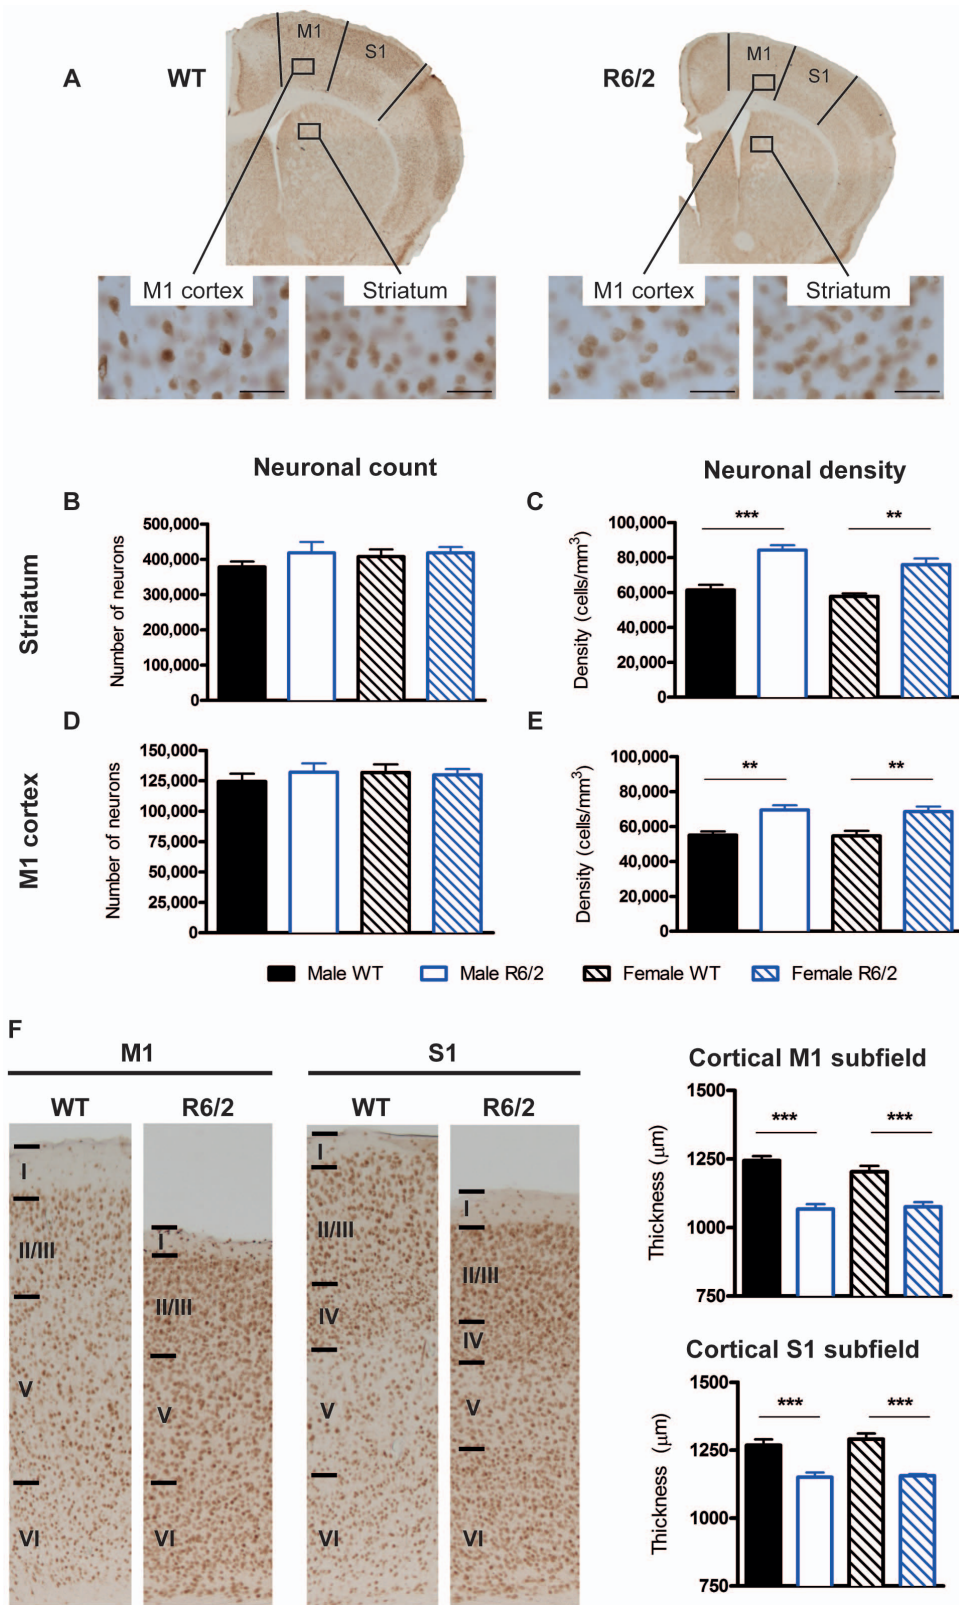 A
WT
M1
S1
R6/2
M1
S1
M1 cortex
Striatum
M1 cortex
Striatum
Neuronal count
Neuronal density
B
Striatum
Number of neurons
500,000
400,000
300,000
200,000
100,000
0
C
Density (cells/mm³)
100,000
80,000
60,000
40,000
20,000
0
***
**
D
M1 cortex
Number of neurons
150,000
125,000
100,000
75,000
50,000
25,000
0
E
Density (cells/mm³)
100,000
80,000
60,000
40,000
20,000
0
**
**
Male WT
Male R6/2
Female WT
Female R6/2
F
M1
S1
WT
R6/2
WT
R6/2
I
II/III
V
VI
I
II/III
V
VI
I
II/III
IV
V
VI
I
II/III
IV
V
VI
Cortical M1 subfield
Thickness (μm)
1500
1250
1000
750
***
***
Cortical S1 subfield
Thickness (μm)
1500
1250
1000
750
***
***